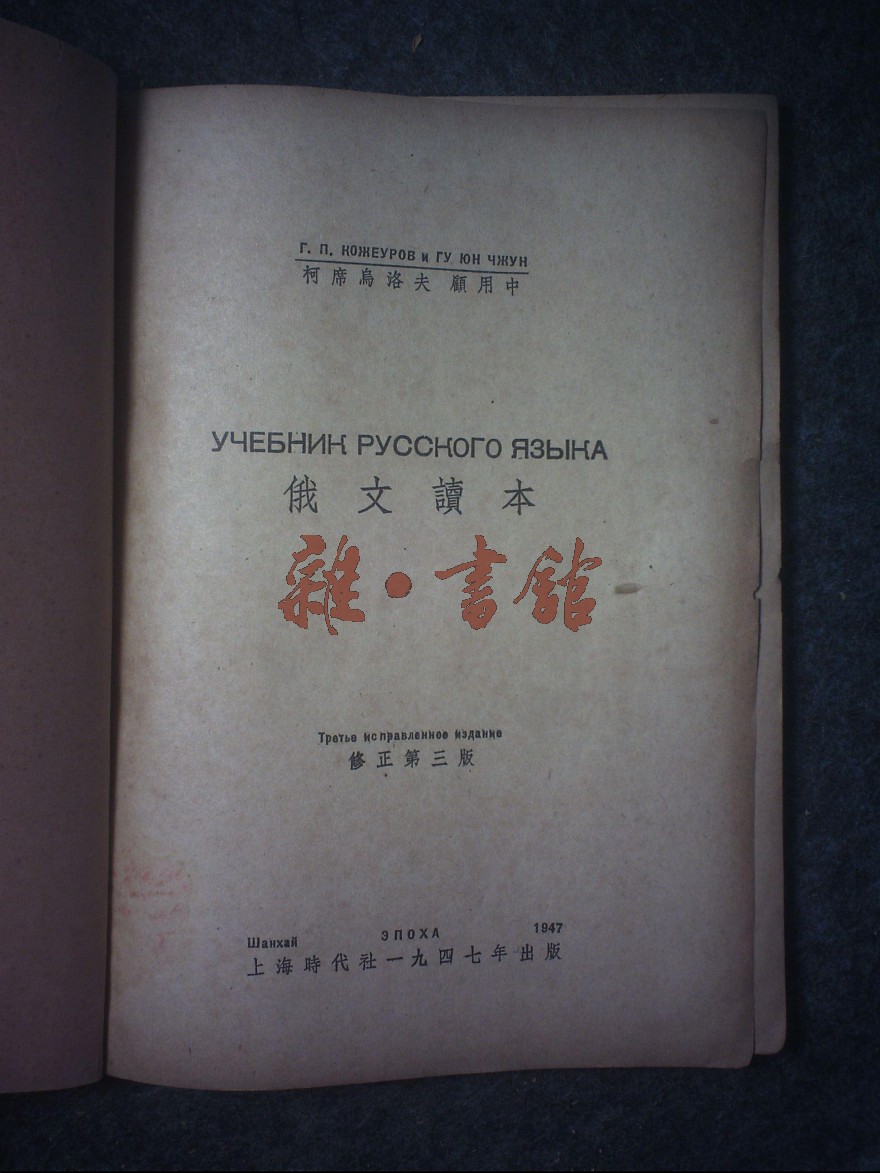 Г. П. КОЖЕУРОВ и ГУ ЮН ЧЖУН
柯席烏洛夫 顧用中
УЧЕБНИК РУССКОГО ЯЗЫКА
俄文讀本
雜·書館
Третье исправленное издание
修正第三版
Шанхай ЭПОХА 1947
上海時代社一九四七年出版